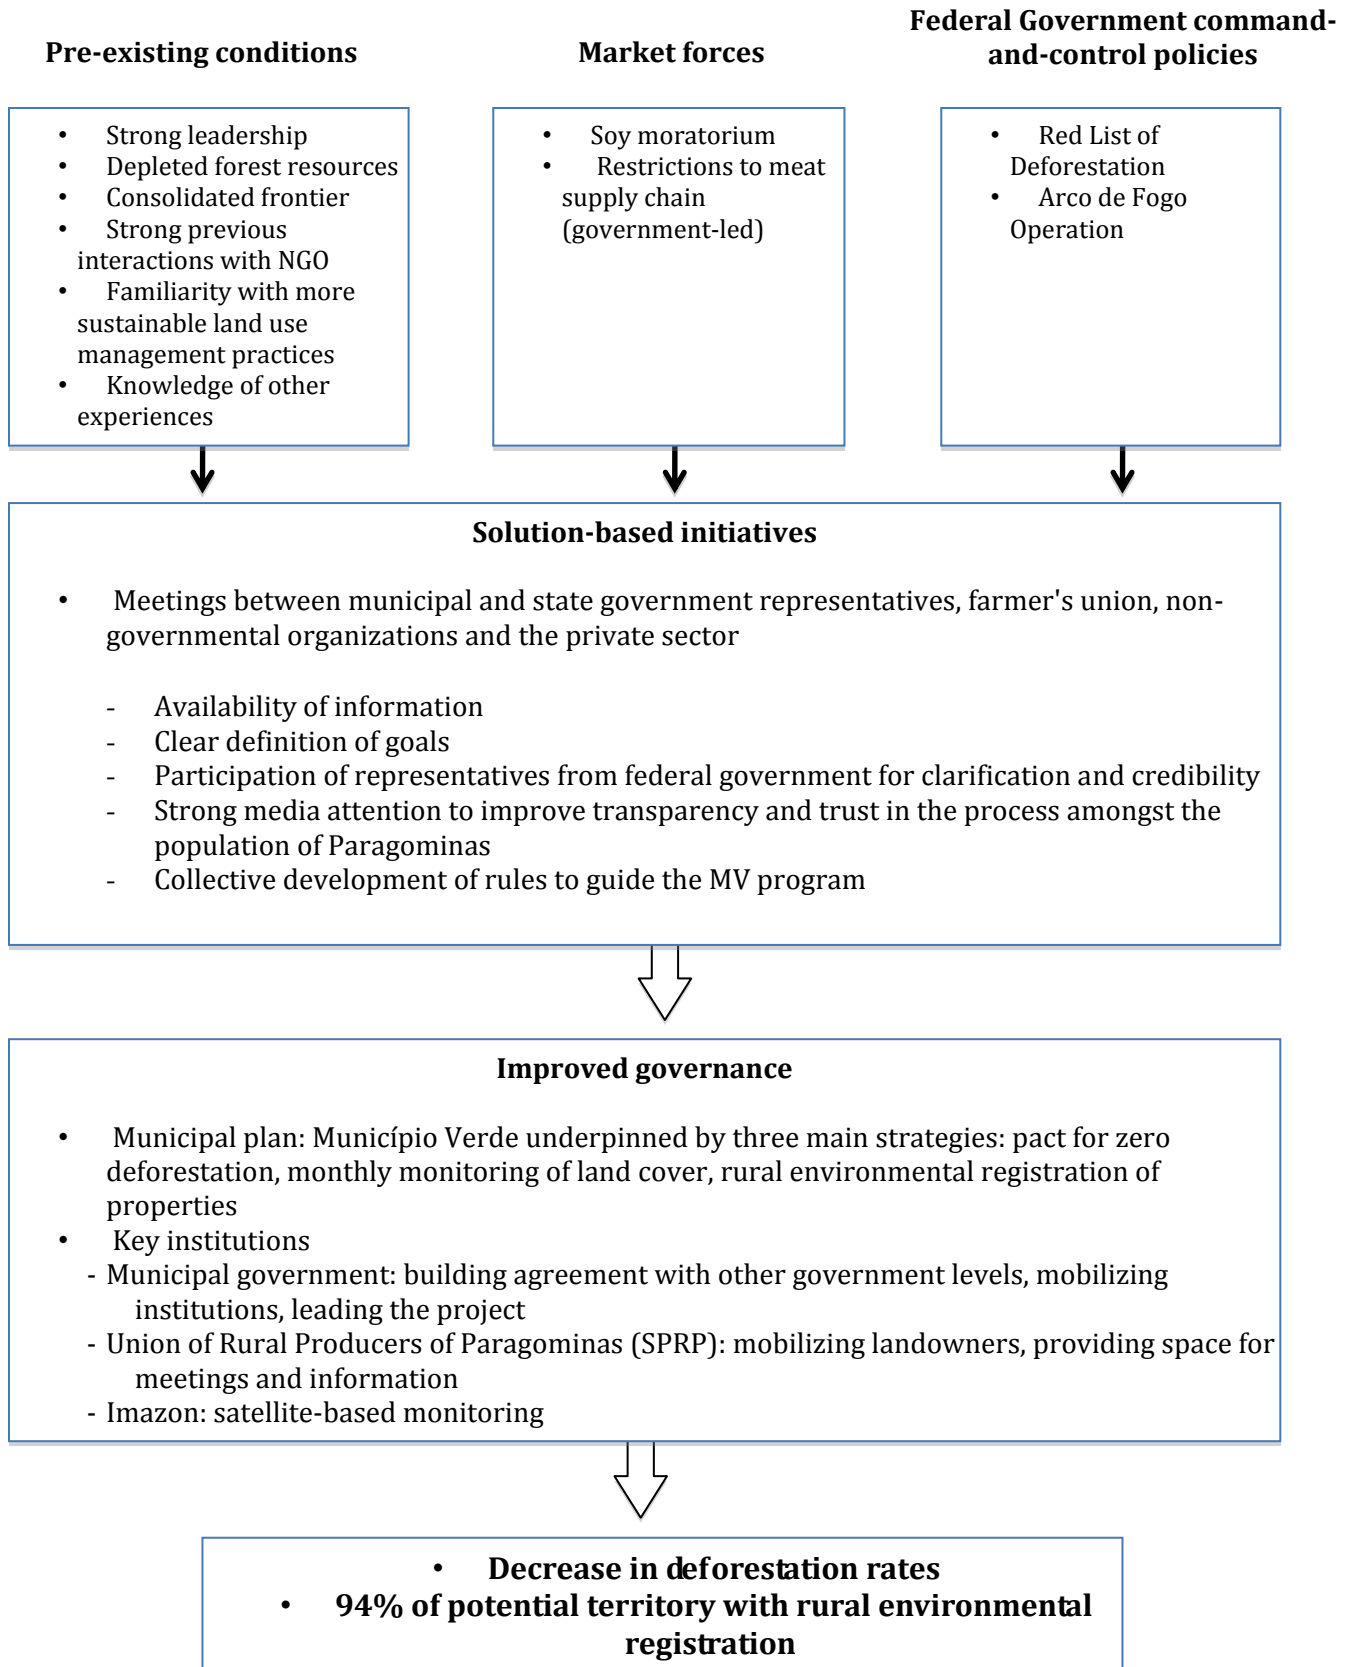 Pre-existing conditions
Market forces
Federal Government command-
and-control policies
• Strong leadership
• Depleted forest resources
• Consolidated frontier
• Strong previous
interactions with NGO
• Familiarity with more
sustainable land use
management practices
• Knowledge of other
experiences
• Soy moratorium
• Restrictions to meat
supply chain
(government-led)
• Red List of
Deforestation
• Arco de Fogo
Operation
Solution-based initiatives
• Meetings between municipal and state government representatives, farmer's union, non-
governmental organizations and the private sector
- Availability of information
- Clear definition of goals
- Participation of representatives from federal government for clarification and credibility
- Strong media attention to improve transparency and trust in the process amongst the
population of Paragominas
- Collective development of rules to guide the MV program
Improved governance
• Municipal plan: Município Verde underpinned by three main strategies: pact for zero
deforestation, monthly monitoring of land cover, rural environmental registration of
properties
• Key institutions
- Municipal government: building agreement with other government levels, mobilizing
institutions, leading the project
- Union of Rural Producers of Paragominas (SPRP): mobilizing landowners, providing space for
meetings and information
- Imazon: satellite-based monitoring
• Decrease in deforestation rates
• 94% of potential territory with rural environmental
registration